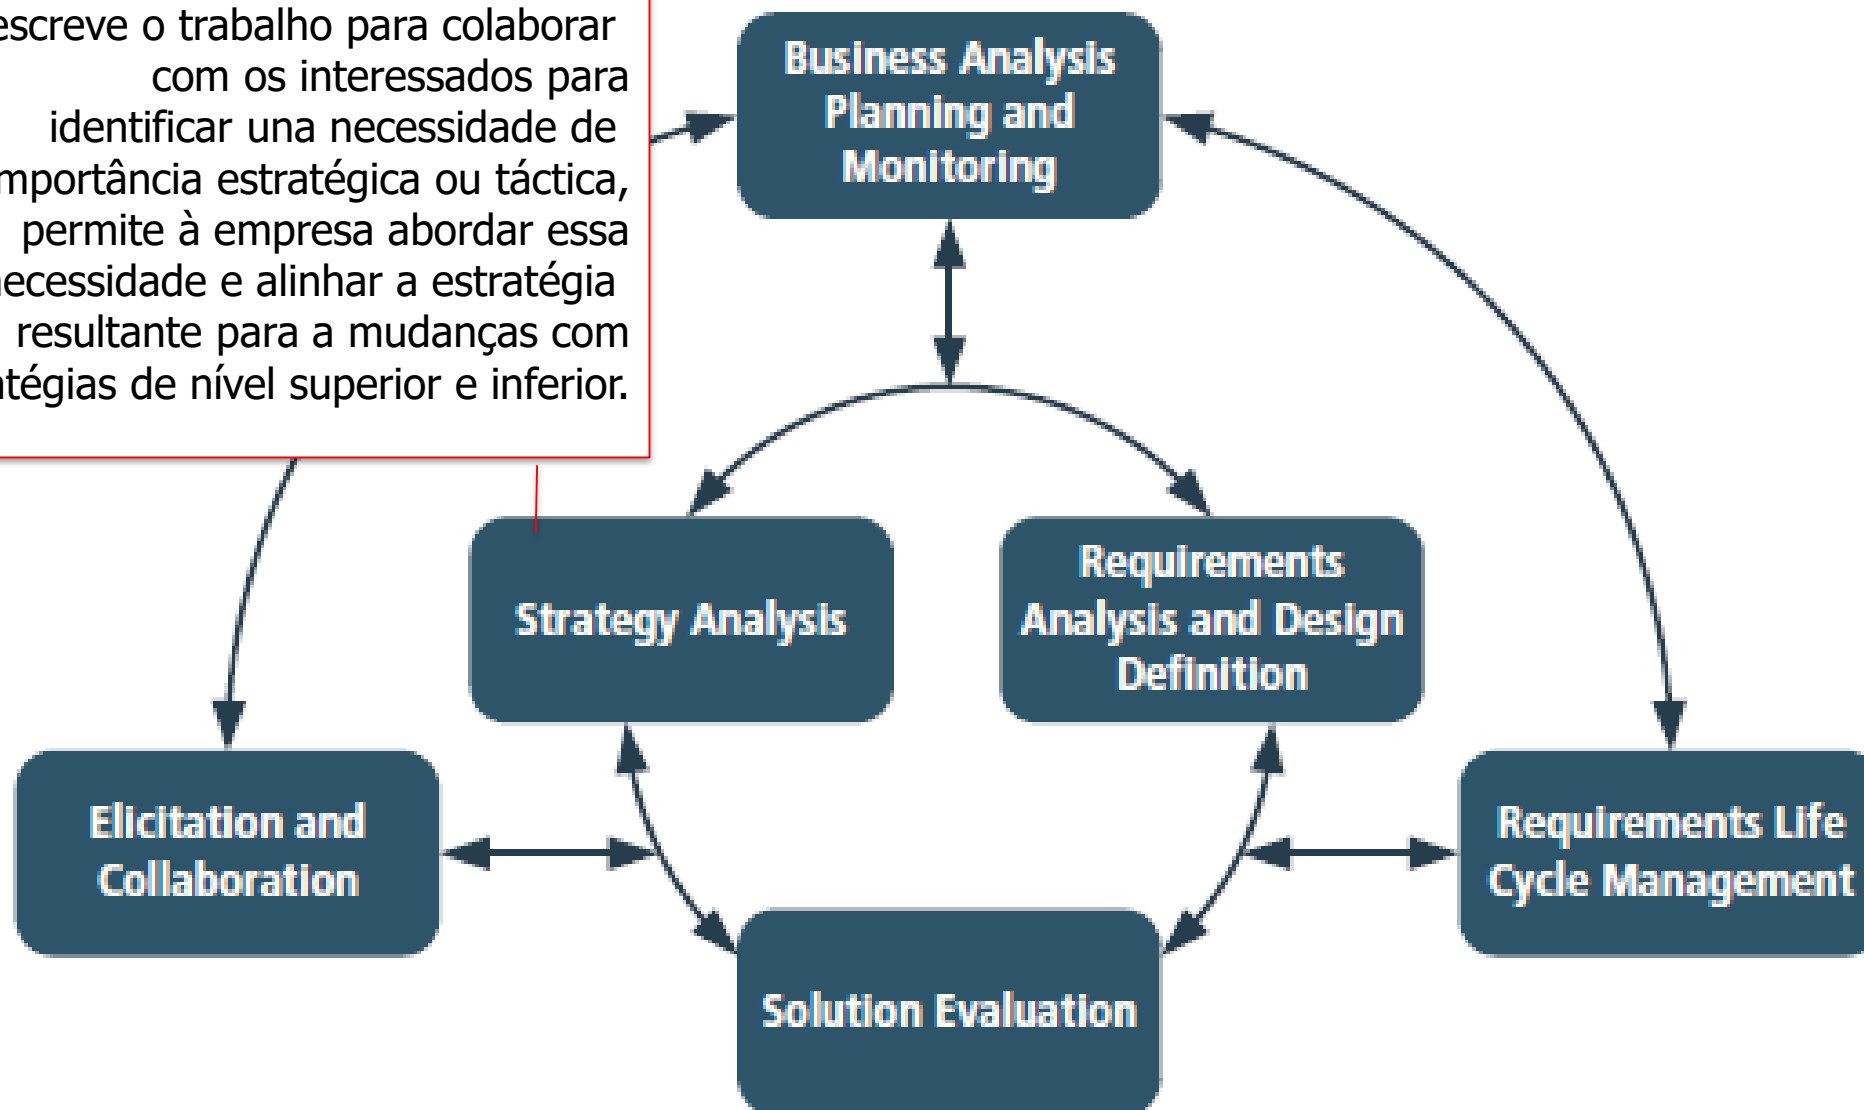 escreve o trabalho para colaborar
com os interessados para
identificar una necessidade de
mportância estratégica ou táctica,
permite à empresa abordar essa
necessidade e alinhar a estratégia
resultante para a mudanças com
atégias de nível superior e inferior.
Business Analysis
Planning and
Monitoring
Strategy Analysis
Requirements
Analysis and Design
Definition
Elicitation and
Collaboration
Requirements Life
Cycle Management
Solution Evaluation